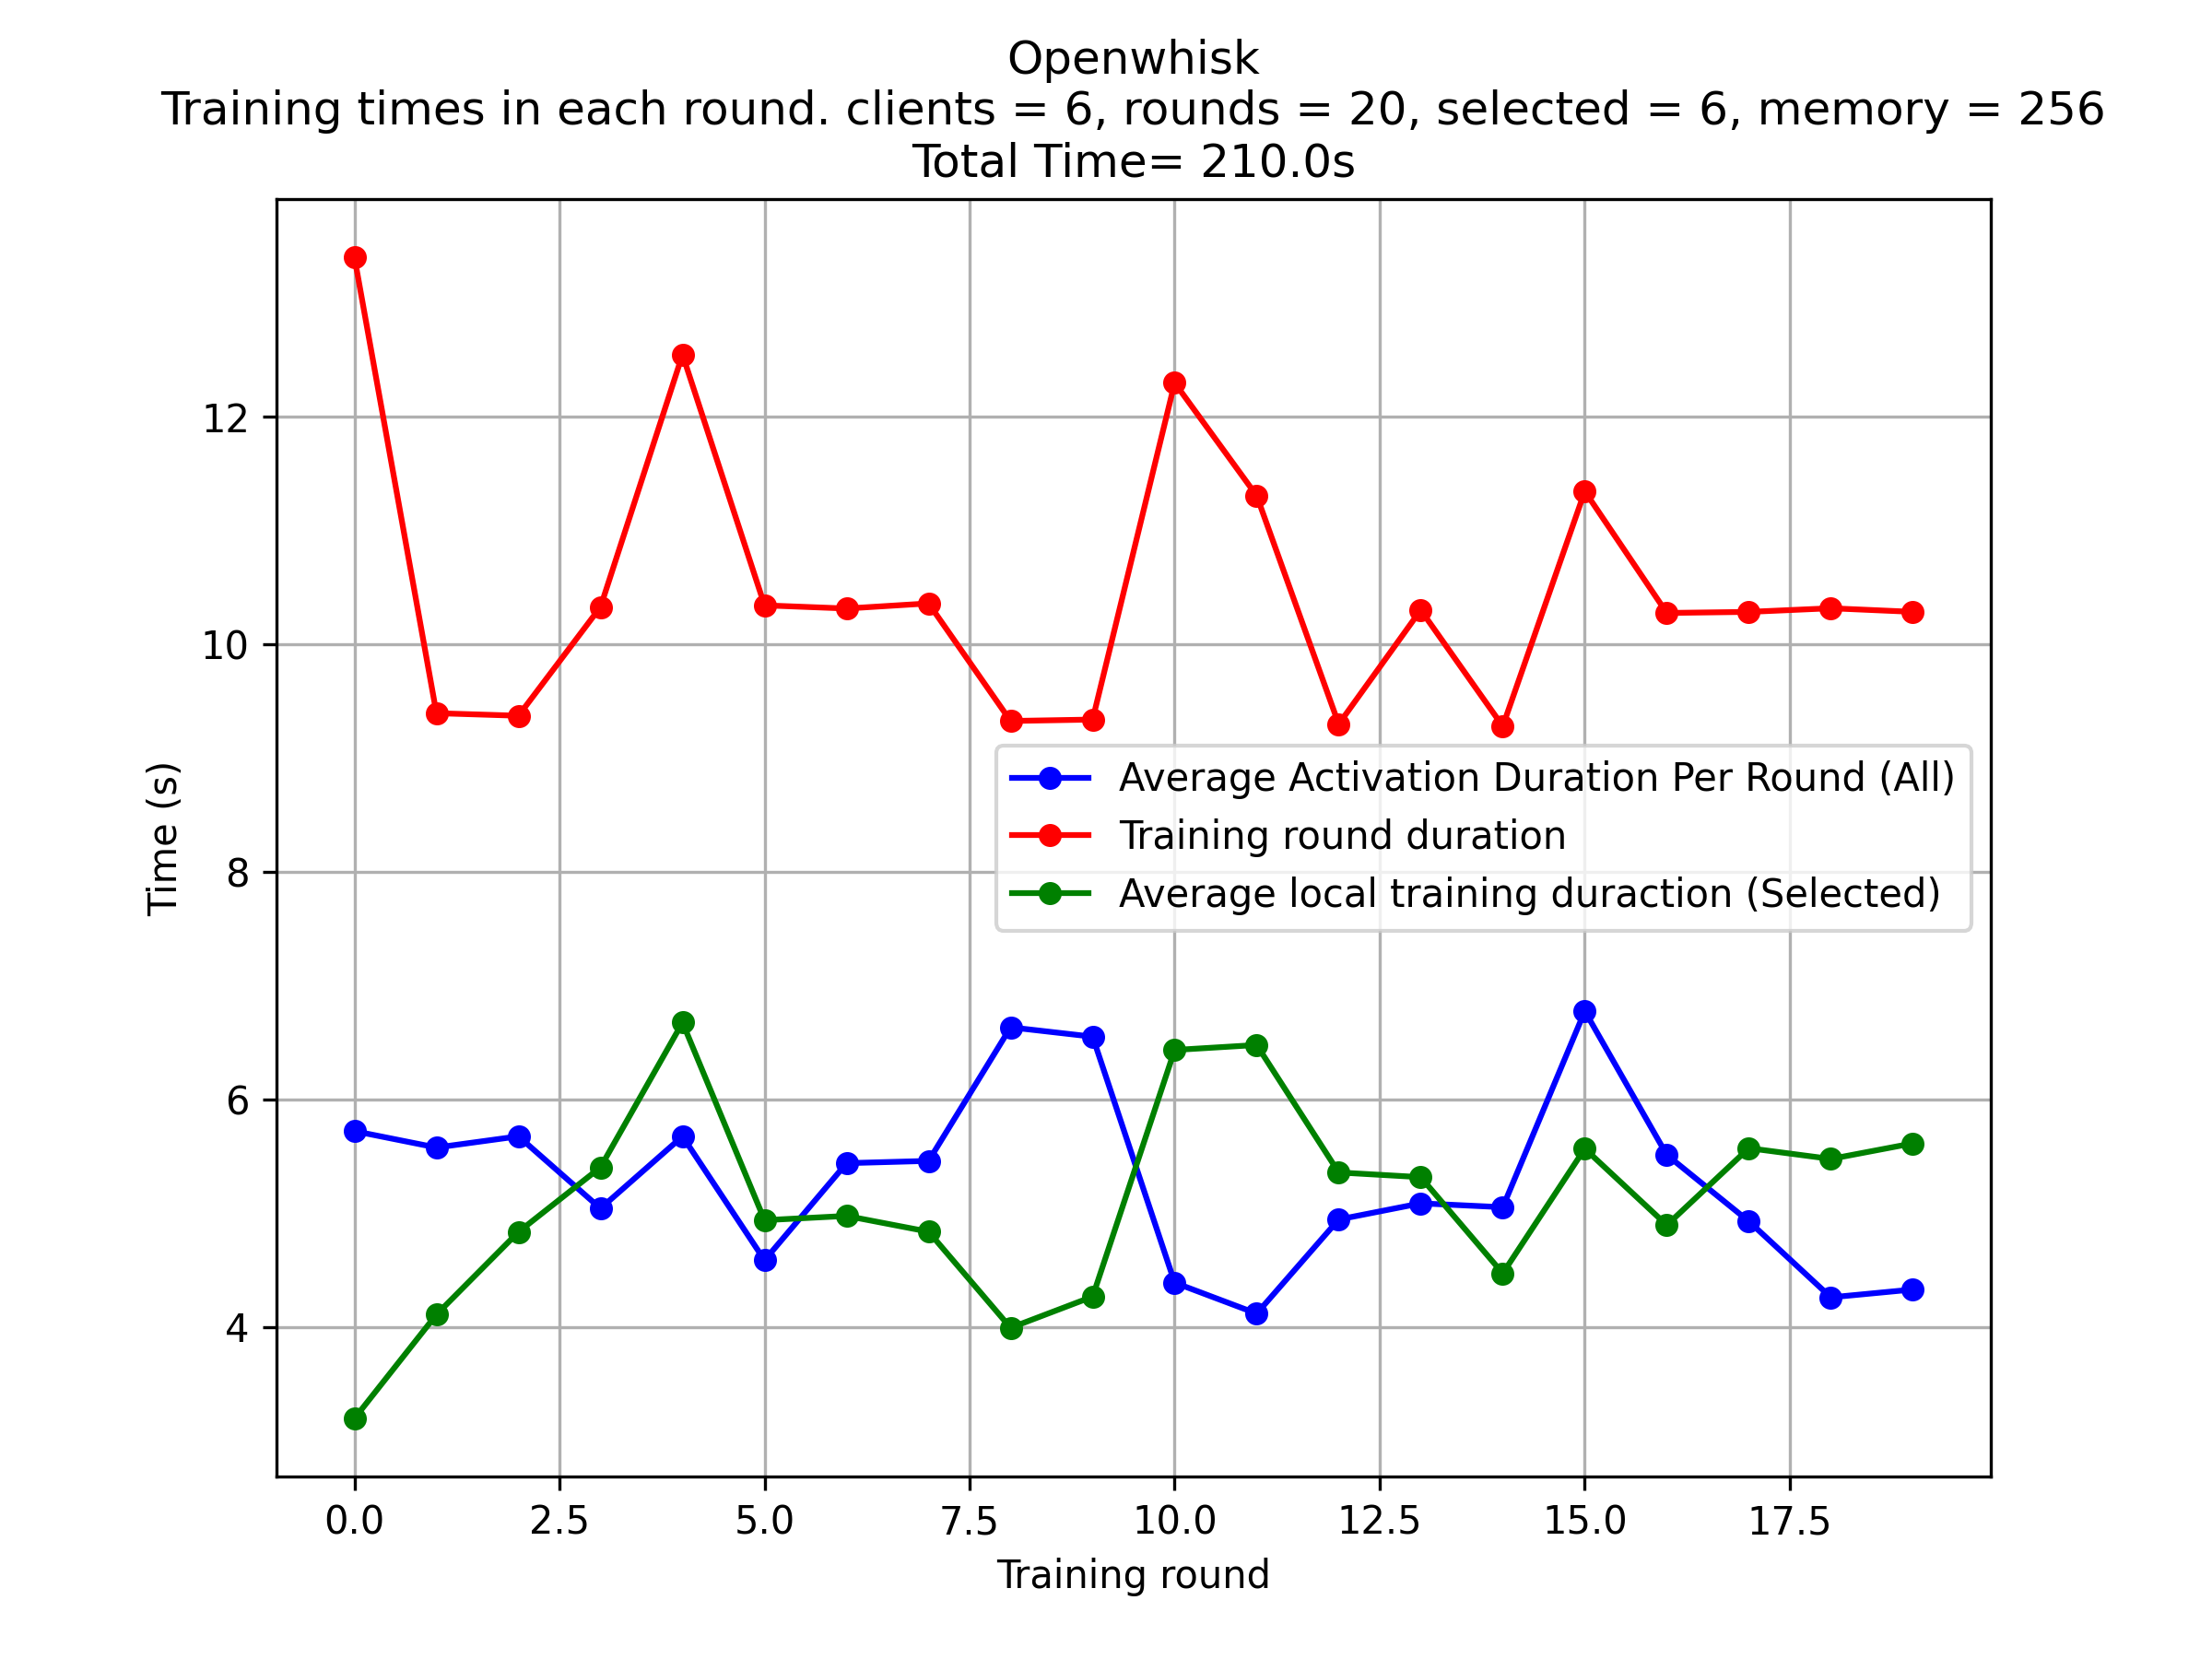 Openwhisk
Training times in each round. clients = 6, rounds = 20, selected = 6, memory = 256
Total Time= 210.0s
12
10
8
6
4
Time (s)
Average Activation Duration Per Round (All)
Training round duration
Average local training duraction (Selected)
0.0 2.5 5.0 7.5 10.0 12.5 15.0 17.5
Training round